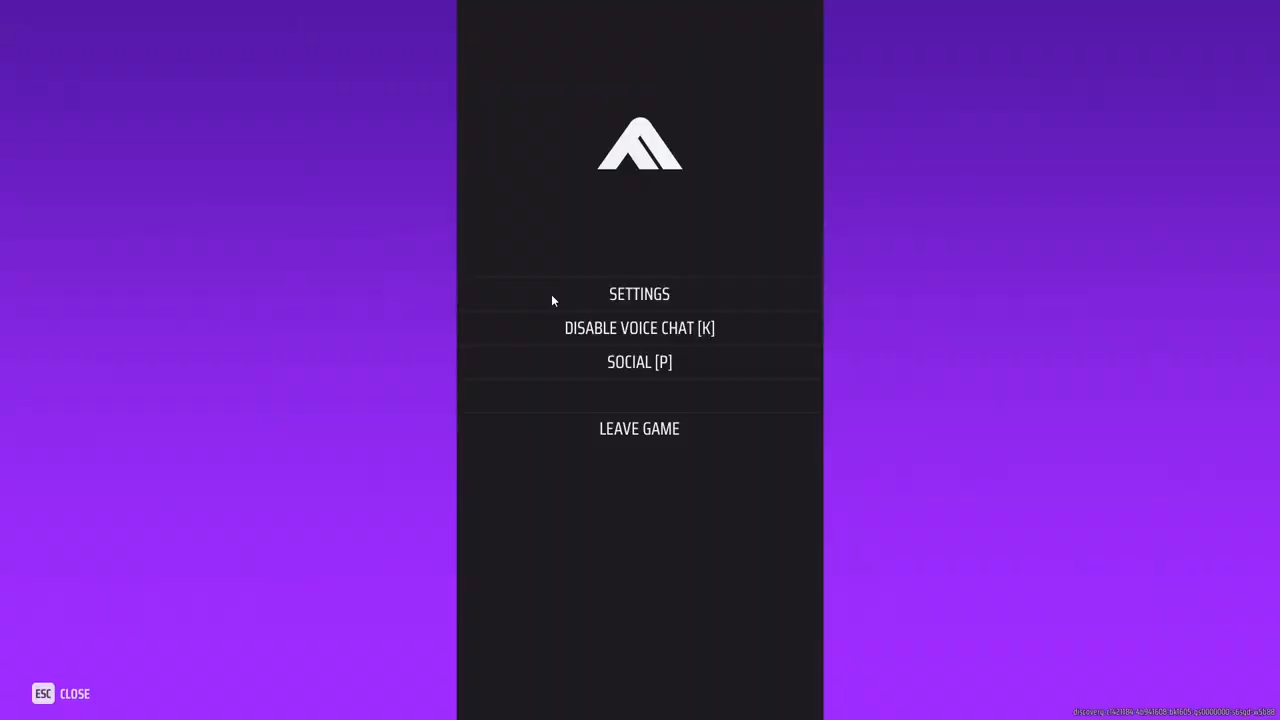 SETTINGS
DISABLE VOICE CHAT [K]
SOCIAL [P]
LEAVE GAME
ESC CLOSE